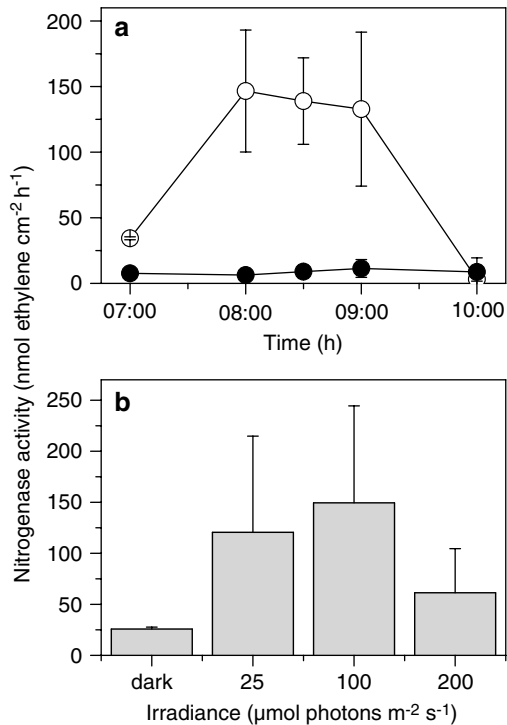 Nitrogenase activity (nmol ethylene cm⁻² h⁻¹)
a
200
150
100
50
0
07:00 08:00 09:00 10:00
Time (h)
b
250
200
150
100
50
0
dark 25 100 200
Irradiance (µmol photons m⁻² s⁻¹)